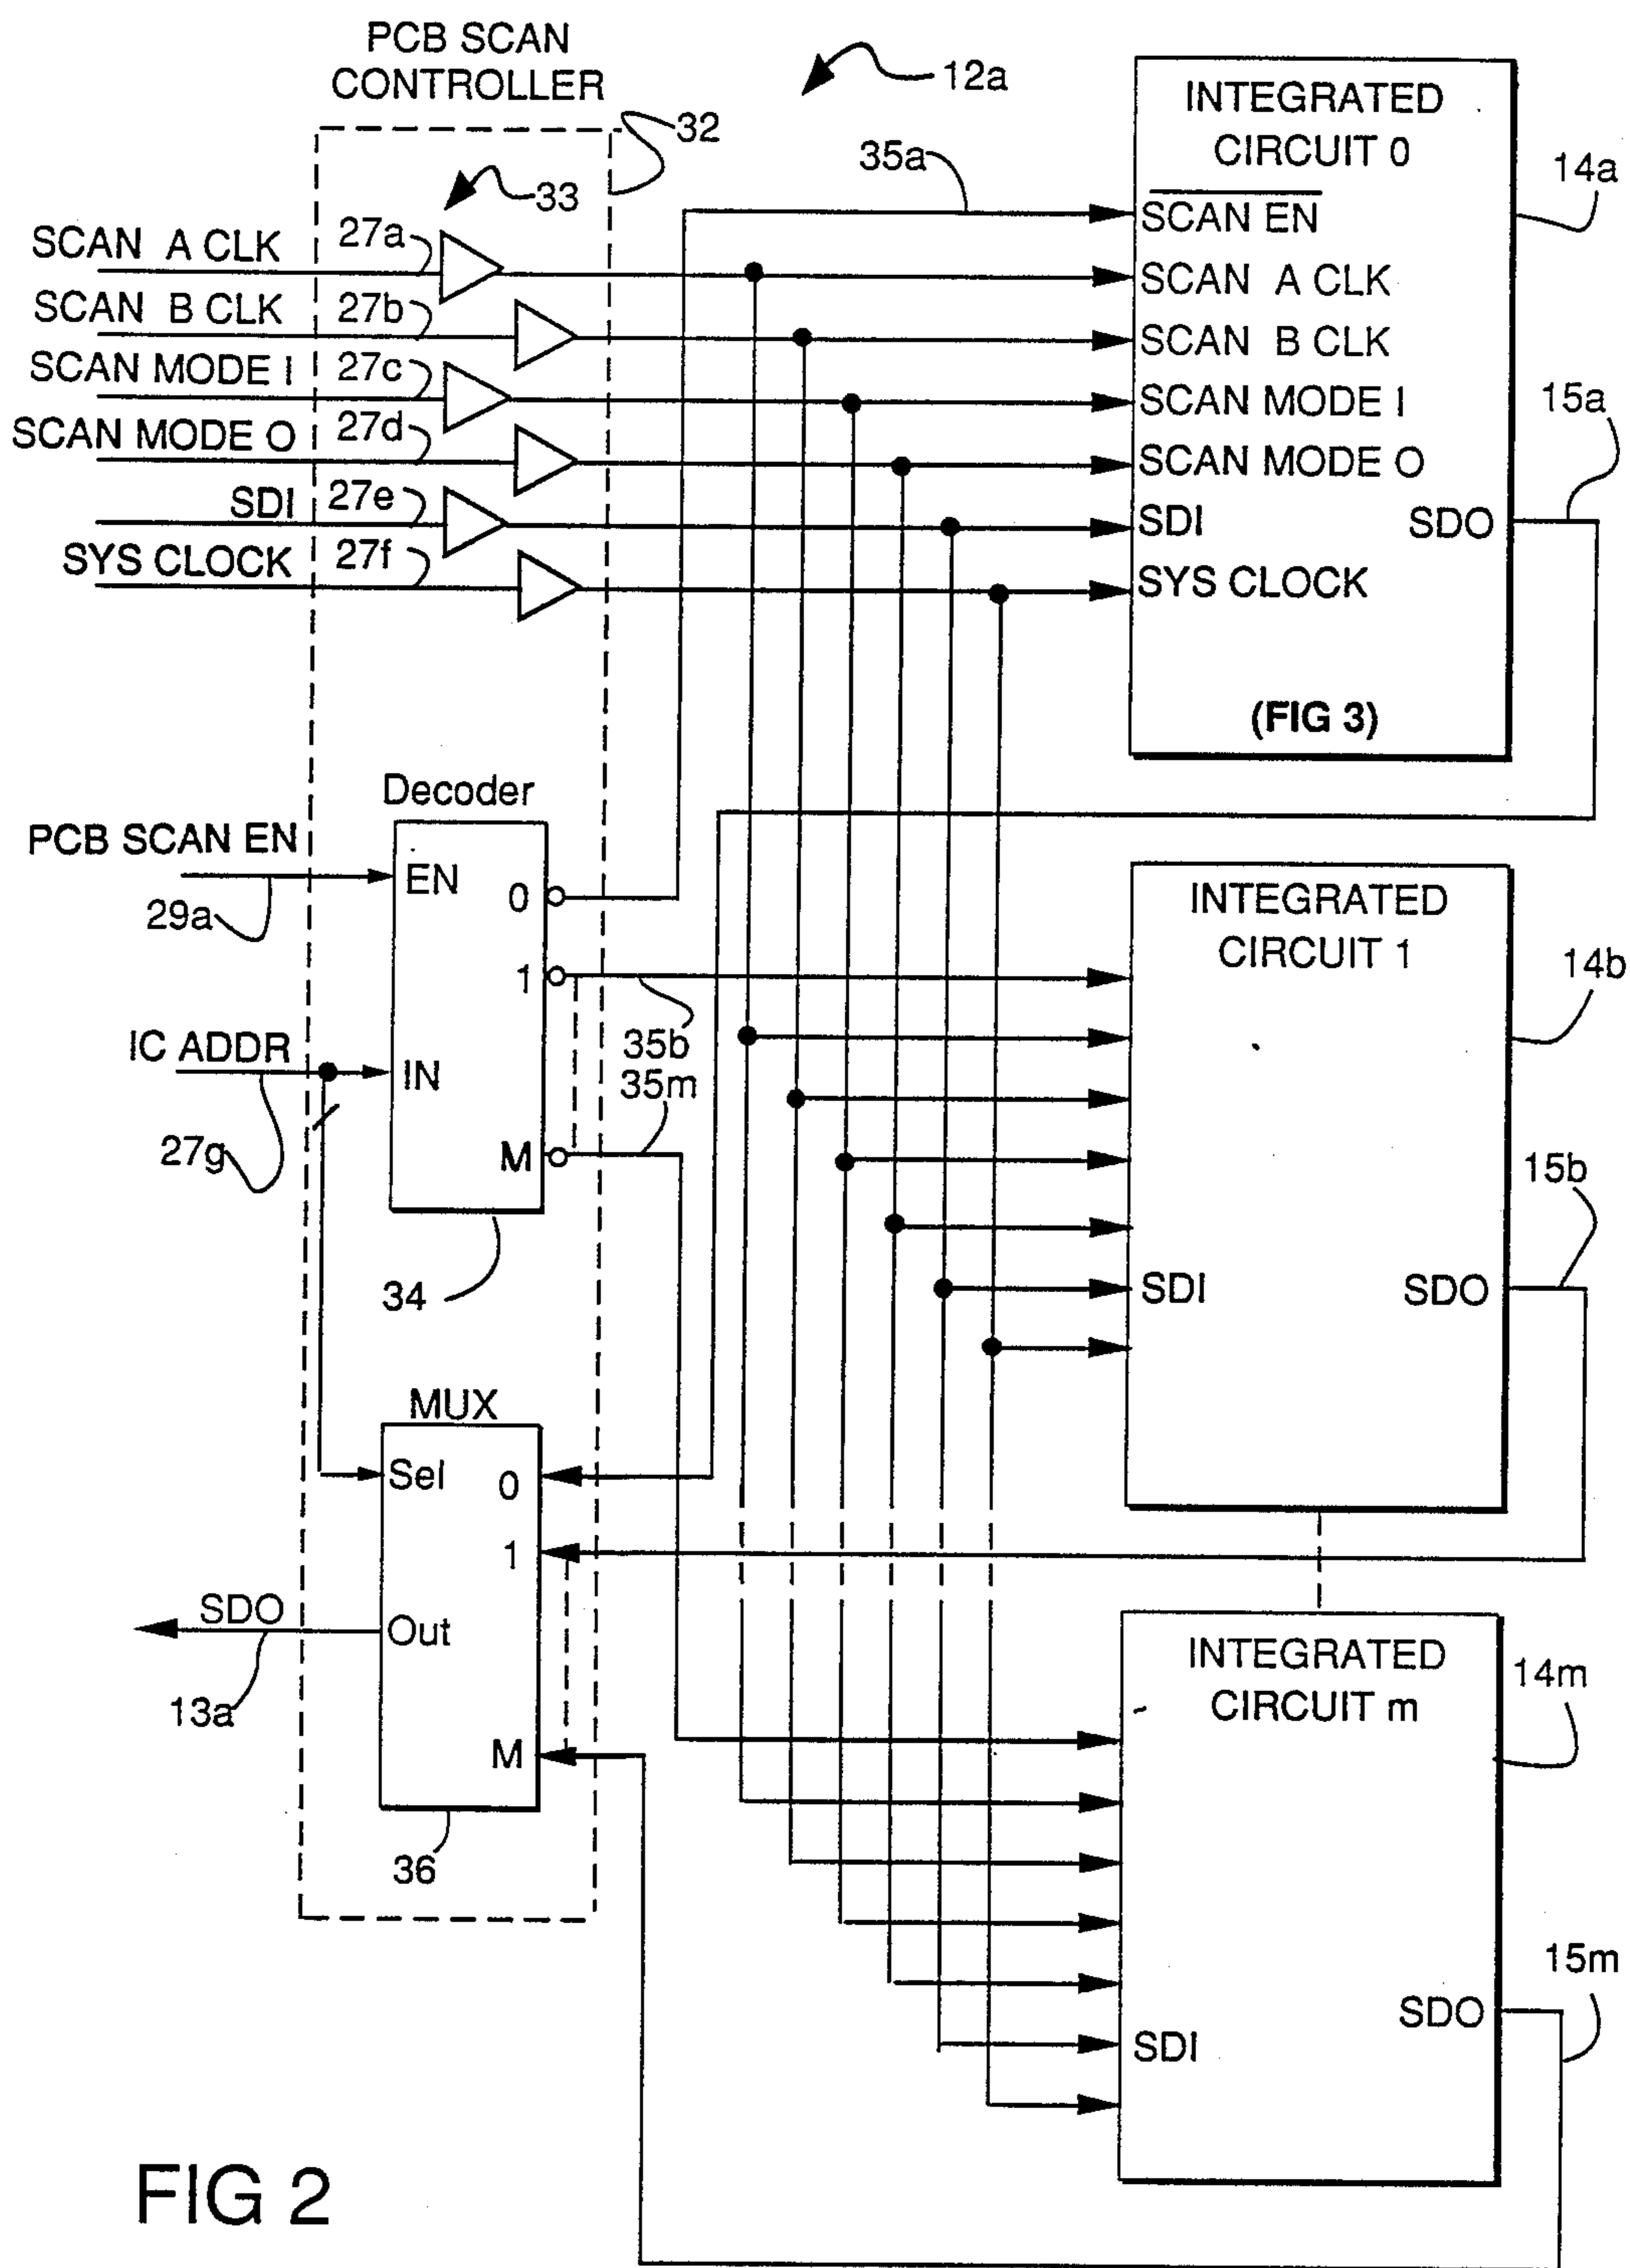 PCB SCAN
CONTROLLER
12a
32
33
35a
INTEGRATED
CIRCUIT 0
14a
SCAN EN
SCAN A CLK
27a
SCAN A CLK
SCAN B CLK
27b
SCAN B CLK
SCAN MODE I
27c
SCAN MODE I
15a
SCAN MODE O
27d
SCAN MODE O
SDI
27e
SDI
SDO
SYS CLOCK
27f
SYS CLOCK
(FIG 3)
Decoder
PCB SCAN EN
EN
0
29a
INTEGRATED
CIRCUIT 1
14b
1
35b
IC ADDR
IN
35m
27g
M
15b
34
SDI
SDO
MUX
Sel
0
1
SDO
Out
13a
M
36
INTEGRATED
CIRCUIT m
14m
15m
SDO
SDI
FIG 2